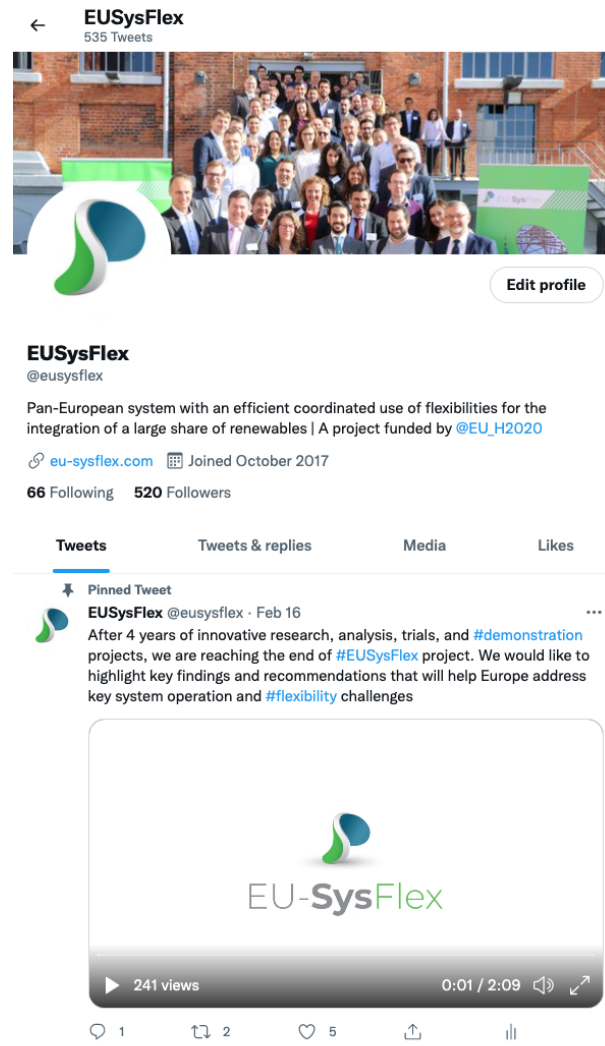 EUSysFlex
535 Tweets
EU-SysFlex
Edit profile
EUSysFlex
@eusysflex
Pan-European system with an efficient coordinated use of flexibilities for the
integration of a large share of renewables | A project funded by @EU_H2020
eu-sysflex.com Joined October 2017
66 Following 520 Followers
Tweets Tweets & replies Media Likes
Pinned Tweet
EUSysFlex @eusysflex · Feb 16
After 4 years of innovative research, analysis, trials, and #demonstration
projects, we are reaching the end of #EUSysFlex project. We would like to
highlight key findings and recommendations that will help Europe address
key system operation and #flexibility challenges
EU-SysFlex
241 views 0:01 / 2:09
1 2 5